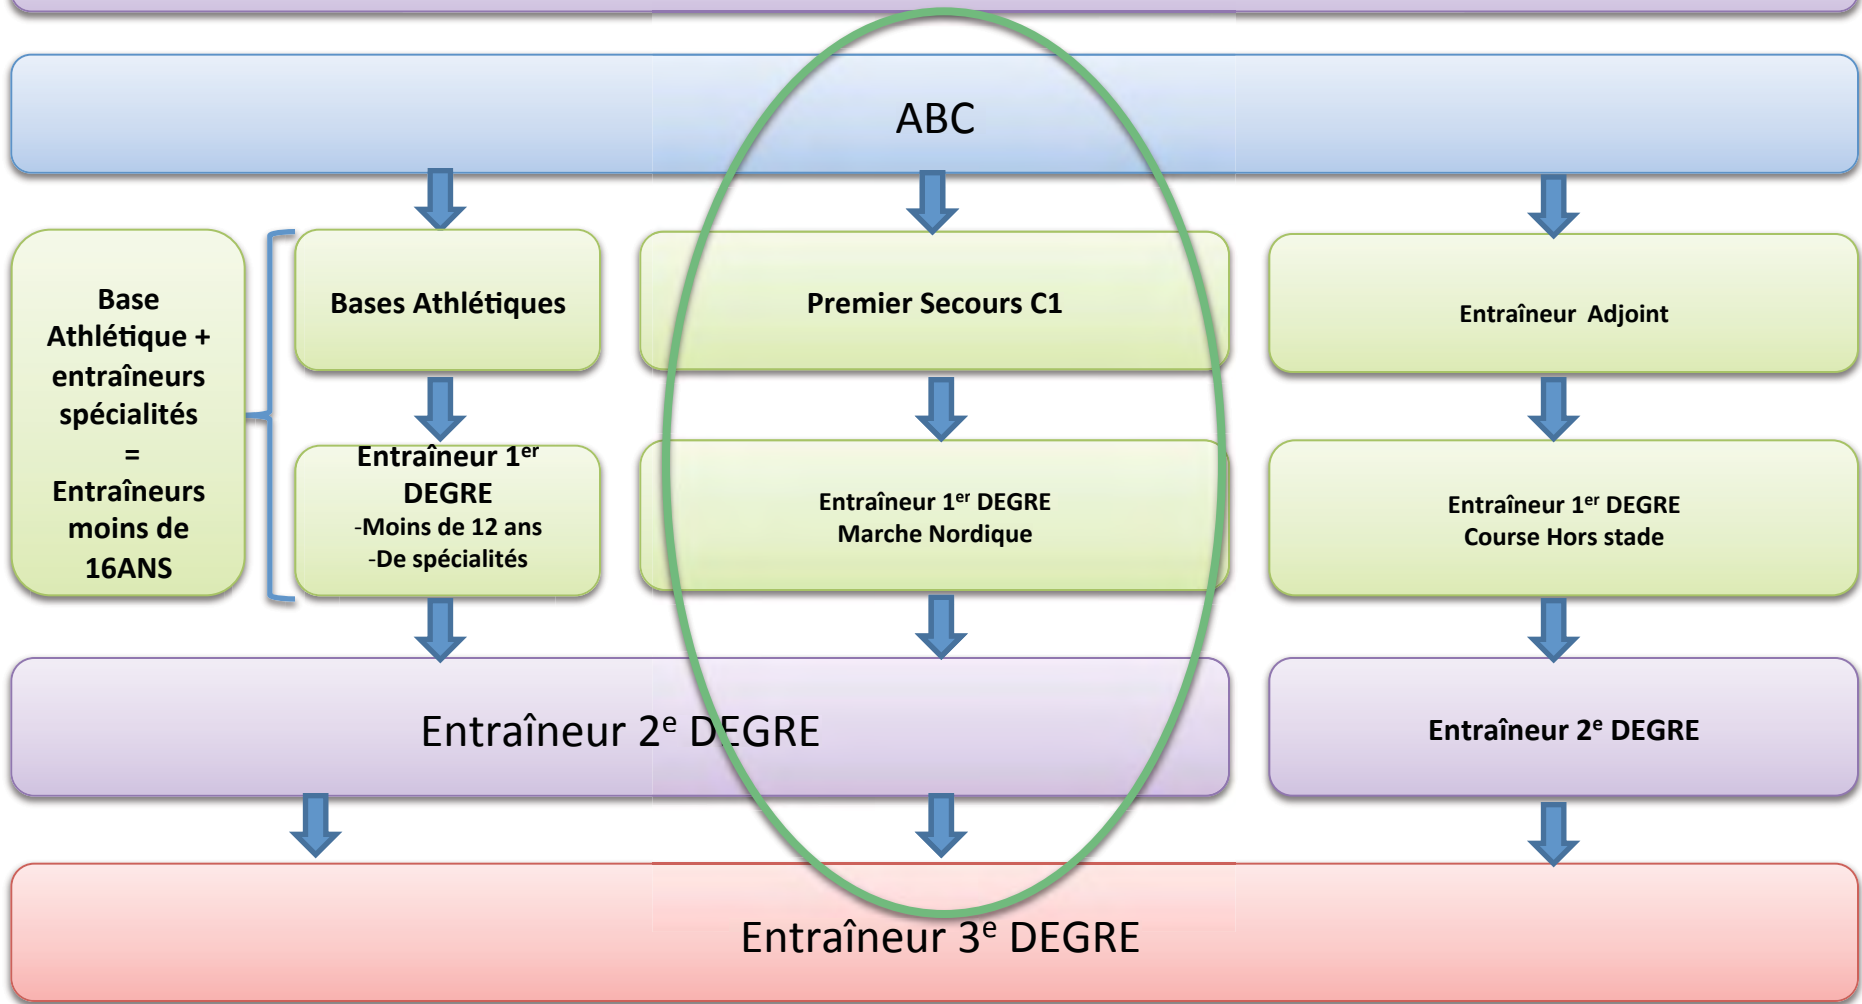 ABC
Base
Athlétique +
entraîneurs
spécialités
=
Entraîneurs
moins de
16ANS
Bases Athlétiques
Entraîneur 1er
DEGRE
-Moins de 12 ans
-De spécialités
Premier Secours C1
Entraîneur 1er DEGRE
Marche Nordique
Entraîneur Adjoint
Entraîneur 1er DEGRE
Course Hors stade
Entraîneur 2e DEGRE
Entraîneur 2e DEGRE
Entraîneur 3e DEGRE